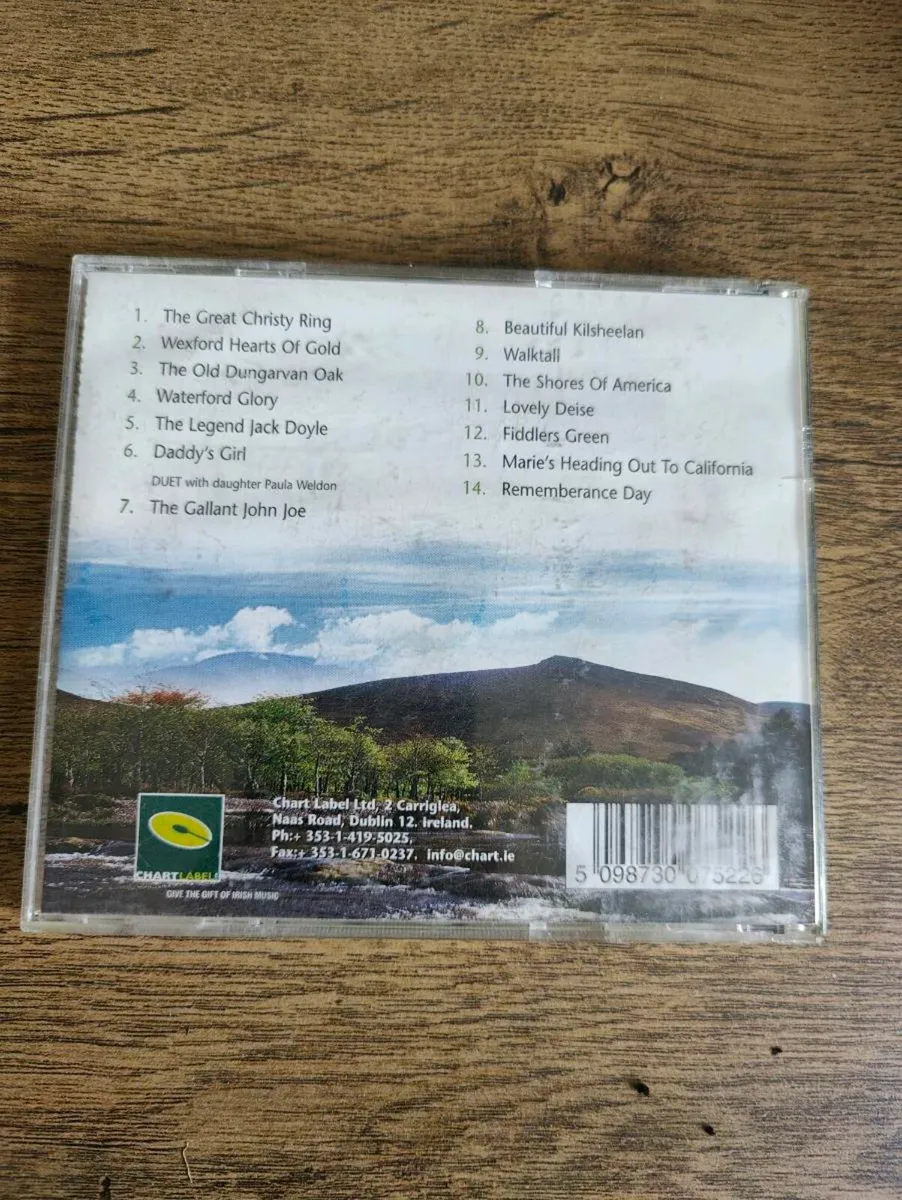 1. The Great Christy Ring
2. Wexford Hearts Of Gold
3. The Old Dungarvan Oak
4. Waterford Glory
5. The Legend Jack Doyle
6. Daddy's Girl
DUET with daughter Paula Weldon
7. The Gallant John Joe
8. Beautiful Kilsheelan
9. Walktall
10. The Shores Of America
11. Lovely Deise
12. Fiddlers Green
13. Marie's Heading Out To California
14. Rememberance Day
CHARTLABEL
GIVE THE GIFT OF IRISH MUSIC
Chart Label Ltd, 2 Carriglea,
Naas Road, Dublin 12. Ireland.
Ph:+ 353-1-419-5025,
Fax:+ 353-1-671-0237. info@chart.ie
5 098730 075226